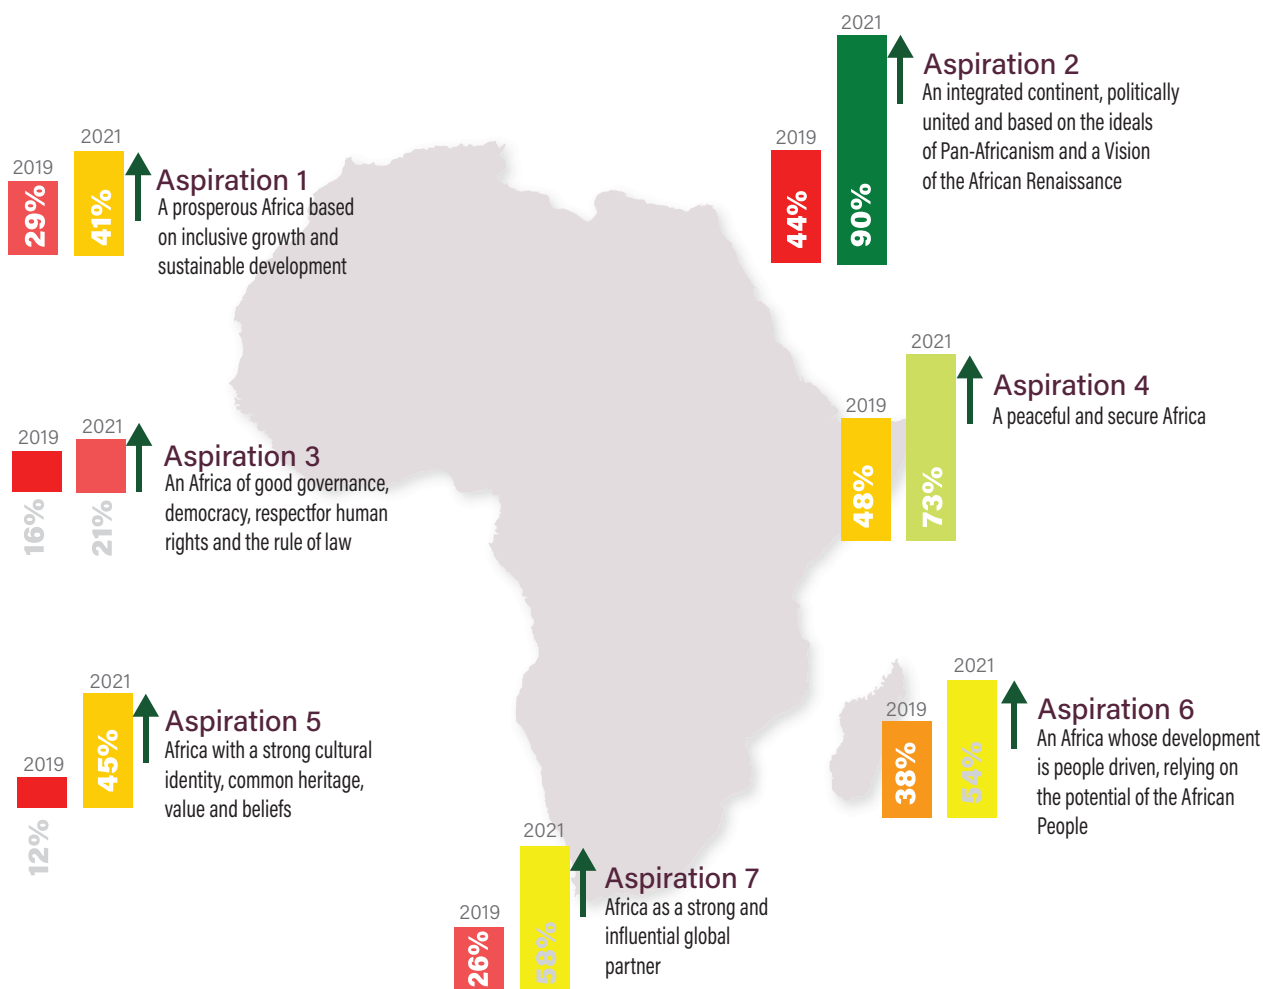 2019
2021
29%
41%
Aspiration 1
A prosperous Africa based
on inclusive growth and
sustainable development
2019
2021
44%
90%
Aspiration 2
An integrated continent, politically
united and based on the ideals
of Pan-Africanism and a Vision
of the African Renaissance
2019
2021
16%
21%
Aspiration 3
An Africa of good governance,
democracy, respectfor human
rights and the rule of law
2019
2021
48%
73%
Aspiration 4
A peaceful and secure Africa
2019
2021
12%
45%
Aspiration 5
Africa with a strong cultural
identity, common heritage,
value and beliefs
2019
2021
38%
54%
Aspiration 6
An Africa whose development
is people driven, relying on
the potential of the African
People
2019
2021
26%
58%
Aspiration 7
Africa as a strong and
influential global
partner